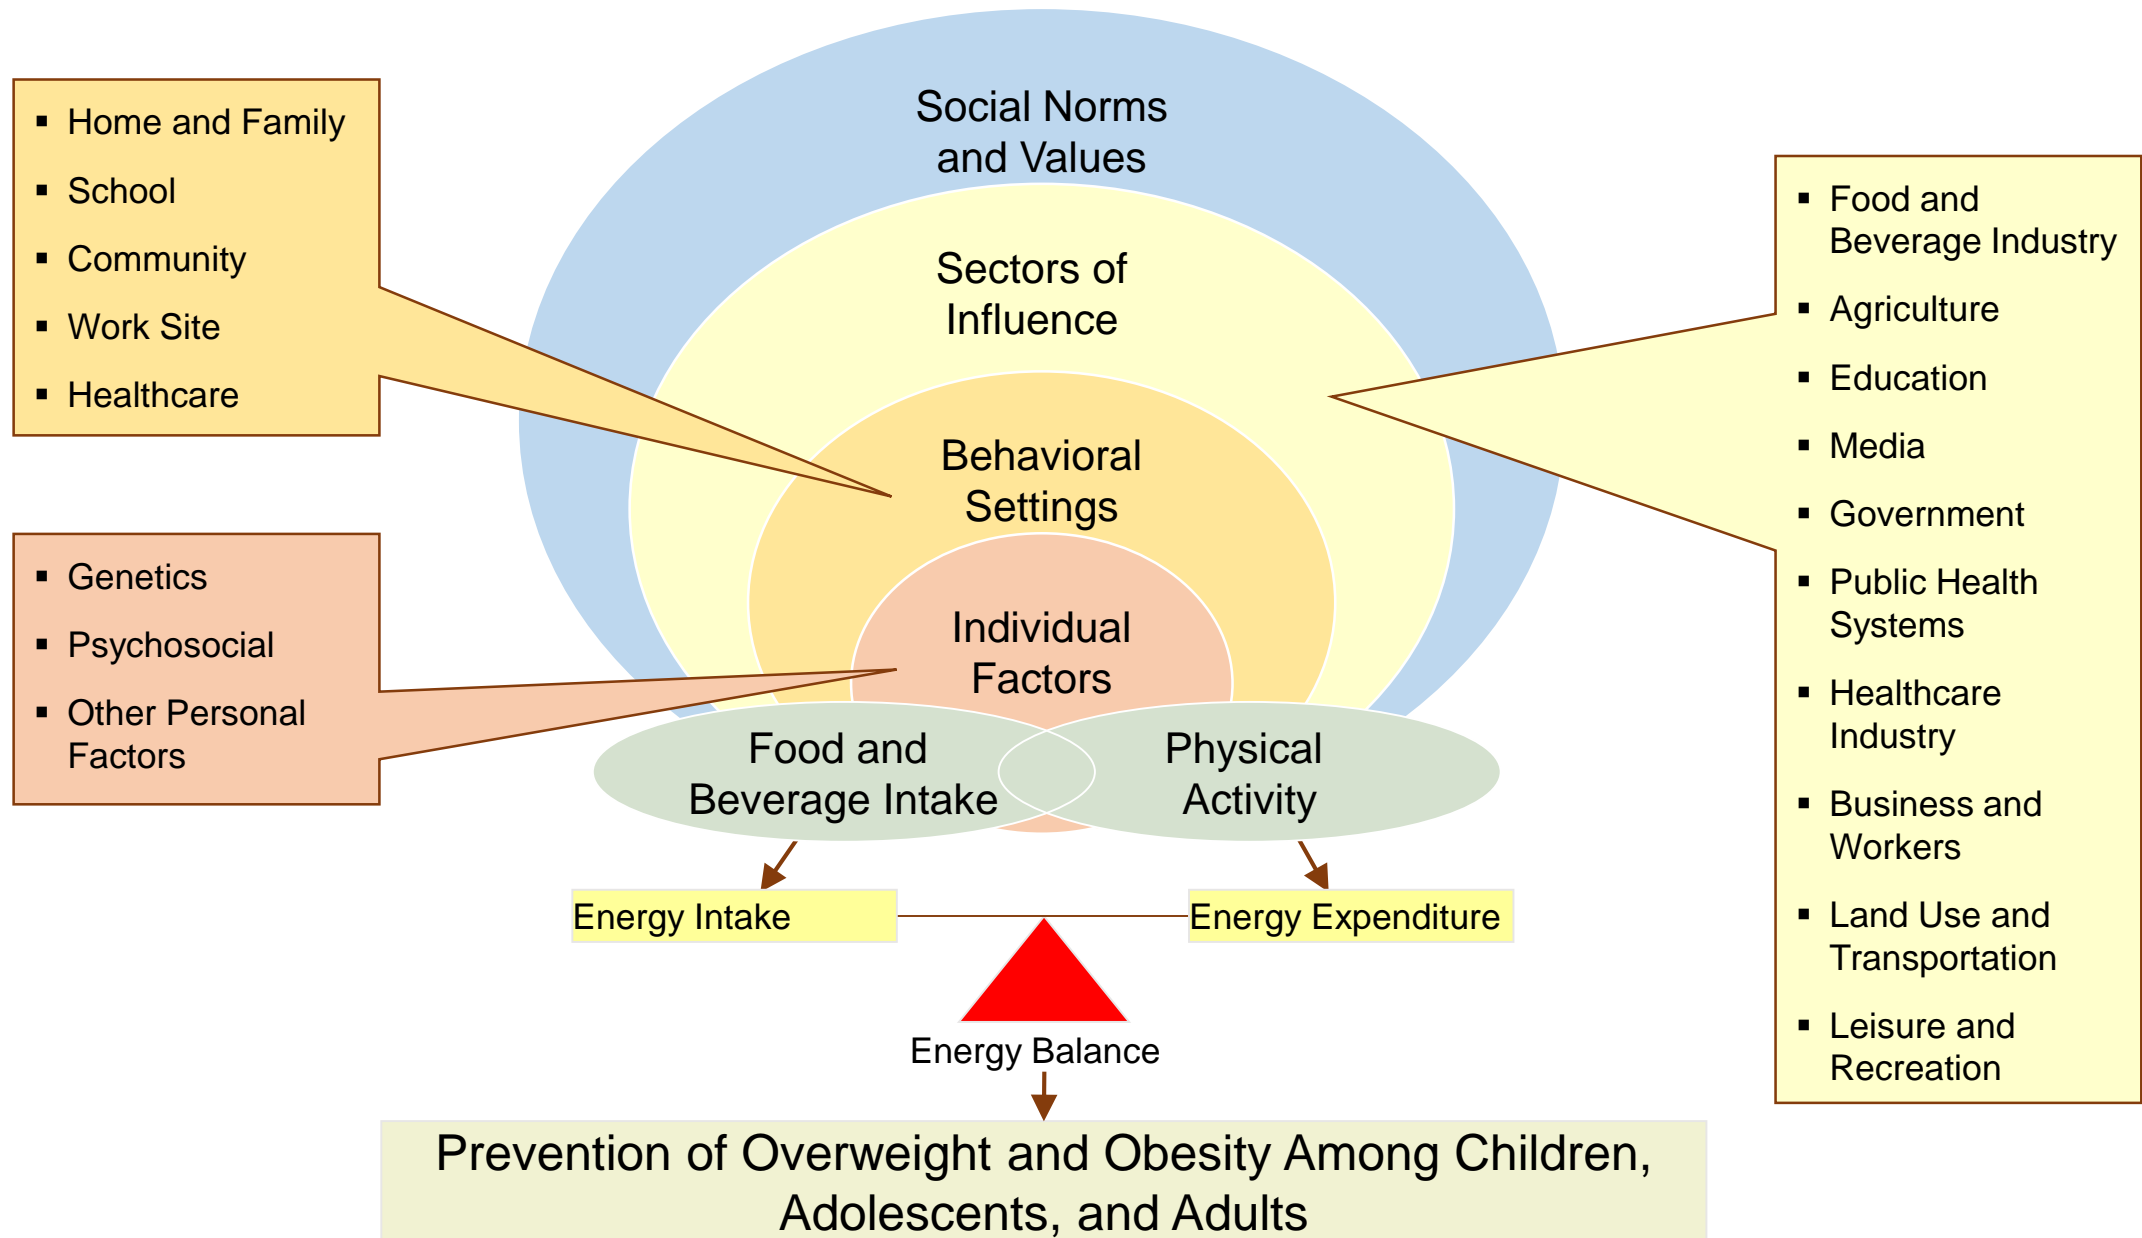 Social Norms
and Values
Sectors of
Influence
Behavioral
Settings
Individual
Factors
▪ Home and Family
▪ School
▪ Community
▪ Work Site
▪ Healthcare
▪ Genetics
▪ Psychosocial
▪ Other Personal
Factors
▪ Food and
Beverage Industry
▪ Agriculture
▪ Education
▪ Media
▪ Government
▪ Public Health
Systems
▪ Healthcare
Industry
▪ Business and
Workers
▪ Land Use and
Transportation
▪ Leisure and
Recreation
Food and
Beverage Intake
Physical
Activity
Energy Intake
Energy Expenditure
Energy Balance
Prevention of Overweight and Obesity Among Children,
Adolescents, and Adults